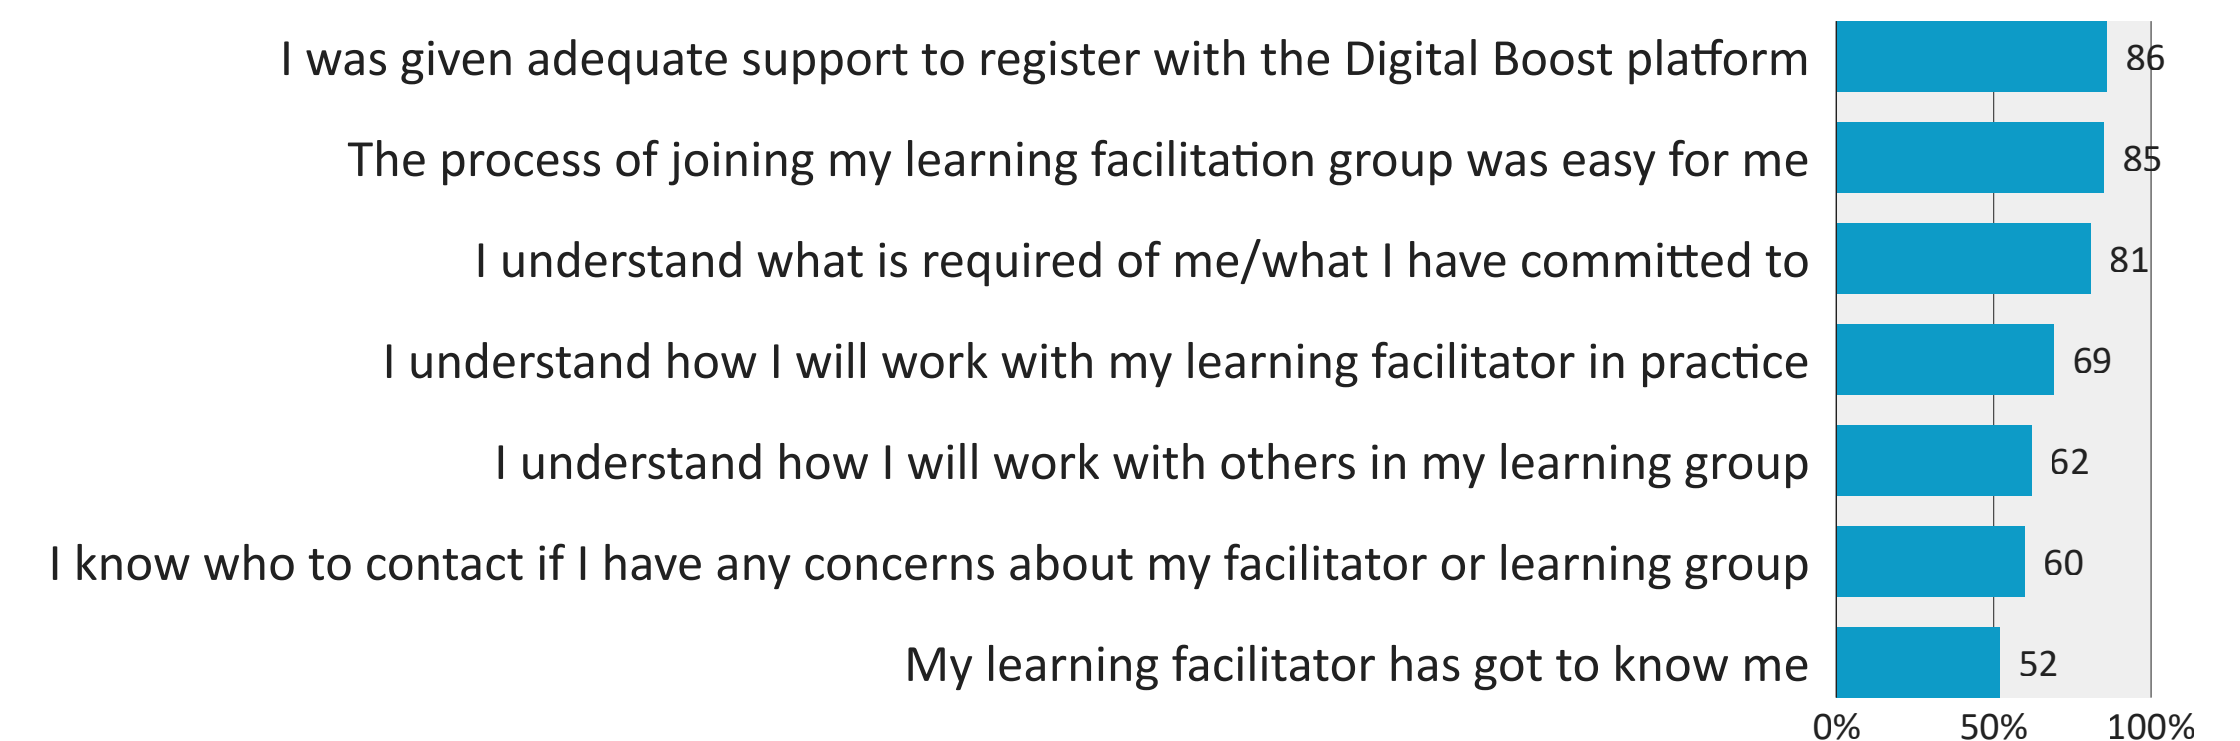 I was given adequate support to register with the Digital Boost platform 86
The process of joining my learning facilitation group was easy for me 85
I understand what is required of me/what I have committed to 81
I understand how I will work with my learning facilitator in practice 69
I understand how I will work with others in my learning group 62
I know who to contact if I have any concerns about my facilitator or learning group 60
My learning facilitator has got to know me 52
0% 50% 100%